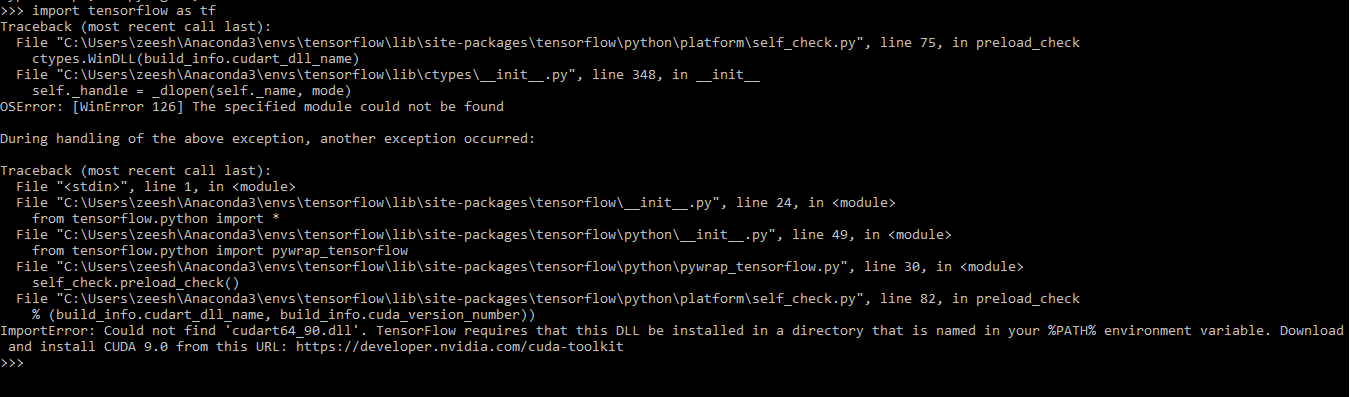 >>> import tensorflow as tf
Traceback (most recent call last):
  File "C:\Users\zeesh\Anaconda3\envs\tensorflow\lib\site-packages\tensorflow\python\platform\self_check.py", line 75, in preload_check
    ctypes.WinDLL(build_info.cudart_dll_name)
  File "C:\Users\zeesh\Anaconda3\envs\tensorflow\lib\ctypes\__init__.py", line 348, in __init__
    self._handle = _dlopen(self._name, mode)
OSError: [WinError 126] The specified module could not be found

During handling of the above exception, another exception occurred:

Traceback (most recent call last):
  File "<stdin>", line 1, in <module>
  File "C:\Users\zeesh\Anaconda3\envs\tensorflow\lib\site-packages\tensorflow\__init__.py", line 24, in <module>
    from tensorflow.python import *
  File "C:\Users\zeesh\Anaconda3\envs\tensorflow\lib\site-packages\tensorflow\python\__init__.py", line 49, in <module>
    from tensorflow.python import pywrap_tensorflow
  File "C:\Users\zeesh\Anaconda3\envs\tensorflow\lib\site-packages\tensorflow\python\pywrap_tensorflow.py", line 30, in <module>
    self_check.preload_check()
  File "C:\Users\zeesh\Anaconda3\envs\tensorflow\lib\site-packages\tensorflow\python\platform\self_check.py", line 82, in preload_check
    % (build_info.cudart_dll_name, build_info.cuda_version_number))
ImportError: Could not find 'cudart64_90.dll'. TensorFlow requires that this DLL be installed in a directory that is named in your %PATH% environment variable. Download
 and install CUDA 9.0 from this URL: https://developer.nvidia.com/cuda-toolkit
>>>